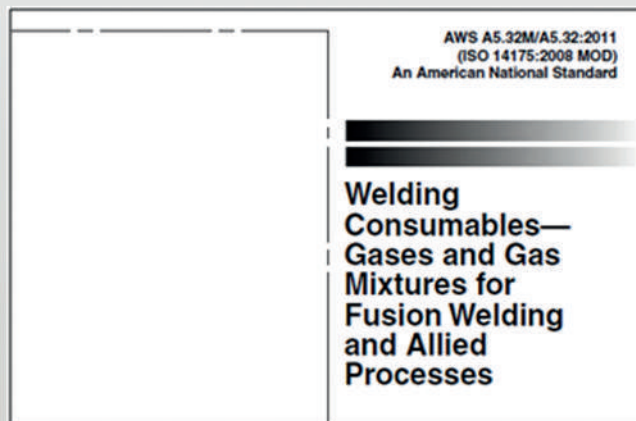 AWS A5.32M/A5.32:2011
(ISO 14175:2008 MOD)
An American National Standard
Welding
Consumables—
Gases and Gas
Mixtures for
Fusion Welding
and Allied
Processes